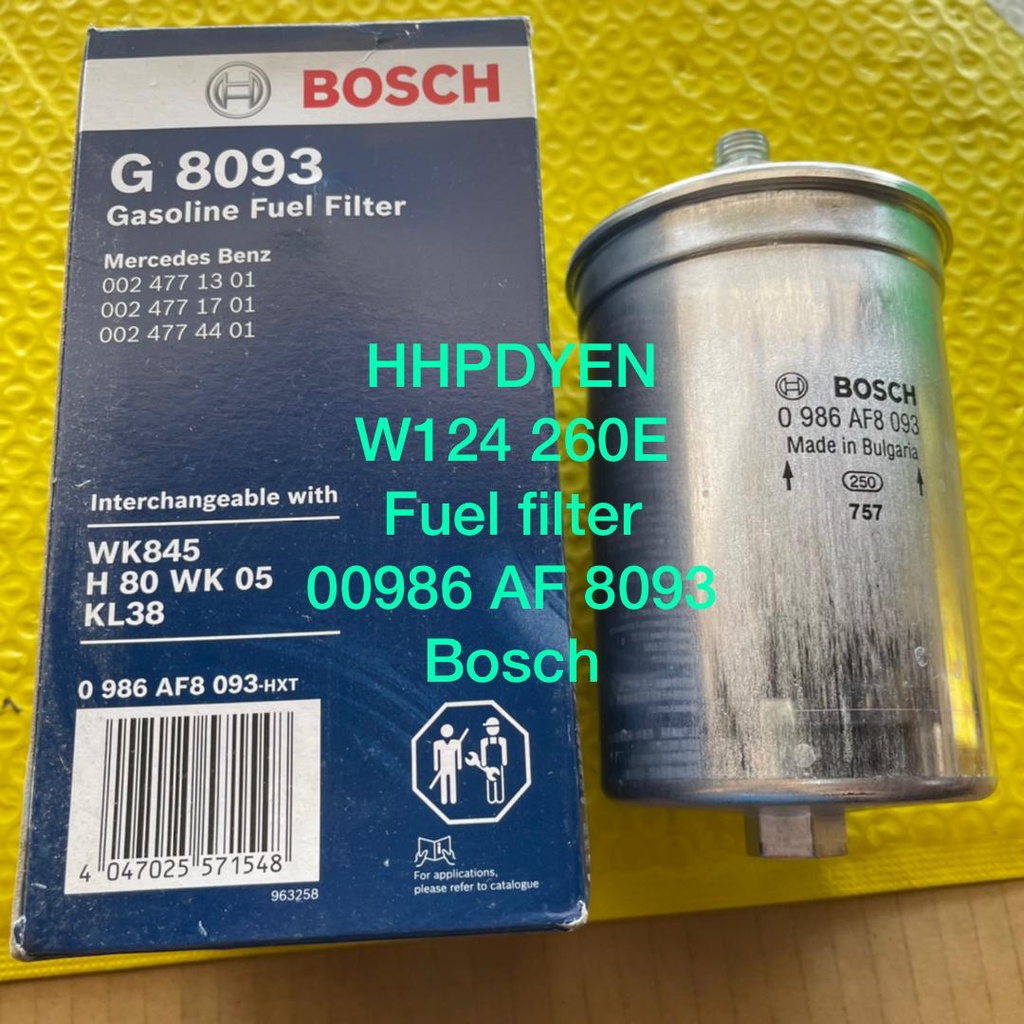 BOSCH
G 8093
Gasoline Fuel Filter
Mercedes Benz
002 477 13 01
002 477 17 01
002 477 44 01
Interchangeable with
WK845
H 80 WK 05
KL38
0 986 AF8 093-HXT
4 047025 571548
963258
For applications,
please refer to catalogue
HHPDYEN
W124 260E
Fuel filter
00986 AF 8093
Bosch
BOSCH
0 986 AF8 093
Made in Bulgaria
250
757